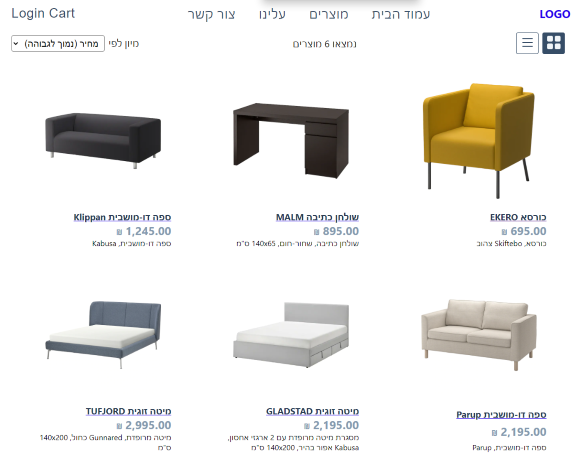 LOGO
עמוד הבית
מוצרים
עלינו
צור קשר
Login Cart
נמצאו 6 מוצרים
מיון לפי
מחיר (נמוך לגבוהה)
כורסא EKERO
695.00 ₪
כורסא, Skiftebo צהוב
שולחן כתיבה MALM
895.00 ₪
שולחן כתיבה, שחור-חום, 140x65 ס"מ
ספה דו-מושבית Klippan
1,245.00 ₪
ספה דו-מושבית, Kabusa
ספה דו-מושבית Parup
2,195.00 ₪
ספה דו-מושבית, Parup
מיטה זוגית GLADSTAD
2,195.00 ₪
מסגרת מיטה מרופדת עם 2 ארגזי אחסון,
Kabusa אפור בהיר, 140x200 ס"מ
מיטה זוגית TUFJORD
2,995.00 ₪
מיטה מרופדת, Gunnared כחול, 140x200
ס"מ